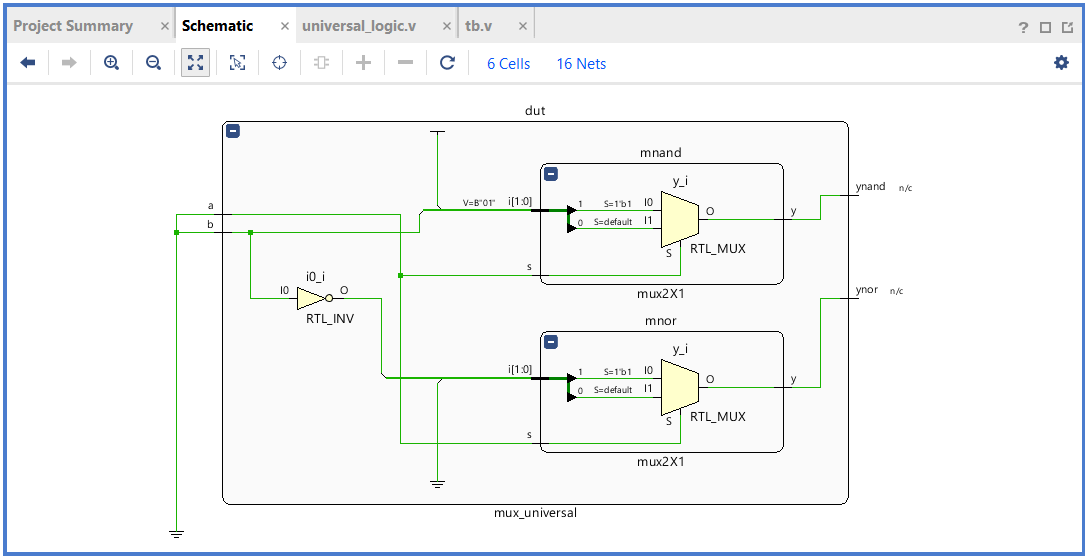 Project Summary × Schematic × universal_logic.v × tb.v × ?
6 Cells 16 Nets
dut
mnand
y_i
ynand n/c
V=B"01" i[1:0] 1 S=1'b1 I0
0 S=default I1 O y
a
b
S RTL_MUX
s
i0_i
I0 O
mux2X1
ynor n/c
RTL_INV
mnor
y_i
i[1:0] 1 S=1'b1 I0
0 S=default I1 O y
S RTL_MUX
s
mux2X1
mux_universal